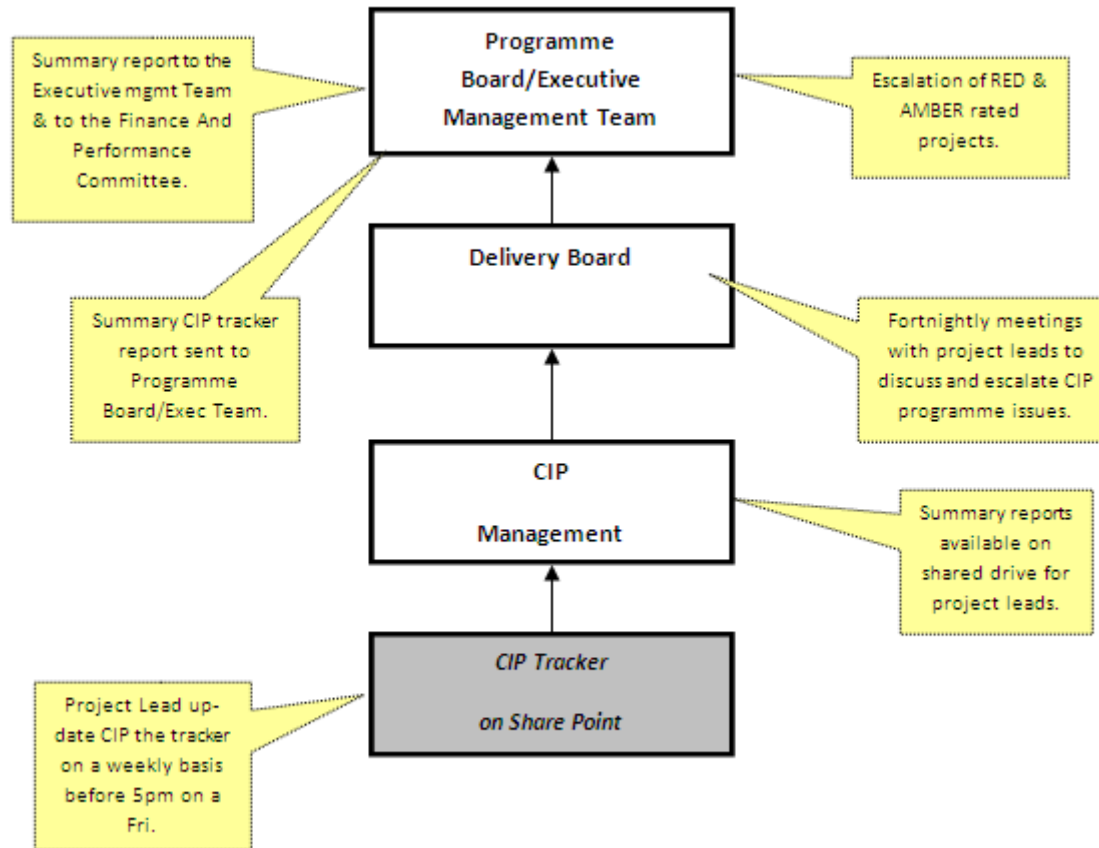 Programme
Board/Executive
Management Team
Summary report to the
Executive mgmt Team
& to the Finance And
Performance
Committee.
Escalation of RED &
AMBER rated
projects.
Delivery Board
Summary CIP tracker
report sent to
Programme
Board/Exec Team.
Fortnightly meetings
with project leads to
discuss and escalate CIP
programme issues.
CIP
Management
Summary reports
available on
shared drive for
project leads.
CIP Tracker
on Share Point
Project Lead up-
date CIP the tracker
on a weekly basis
before 5pm on a
Fri.